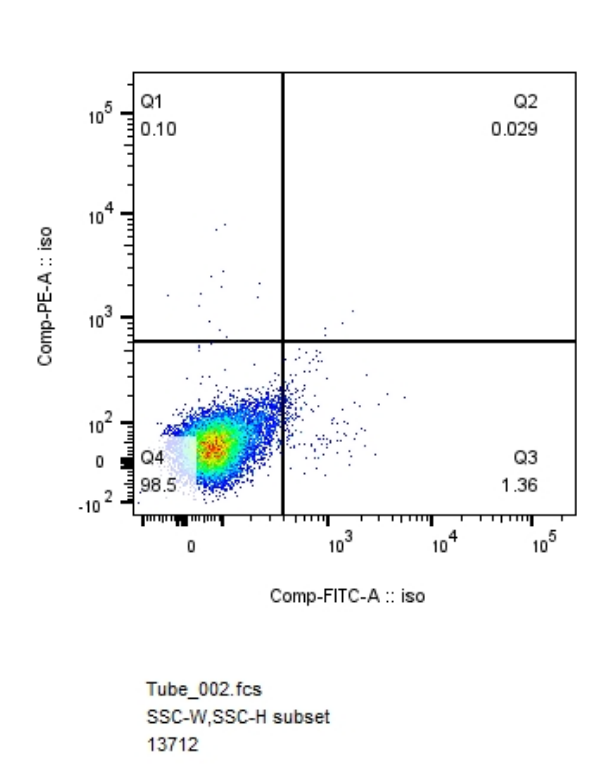 Q1
0.10
Q2
0.029
10^5
10^4
10^3
10^2
0
-10^2
Comp-PE-A :: iso
Q4
98.5
Q3
1.36
0
10^3
10^4
10^5
Comp-FITC-A :: iso
Tube_002.fcs
SSC-W,SSC-H subset
13712